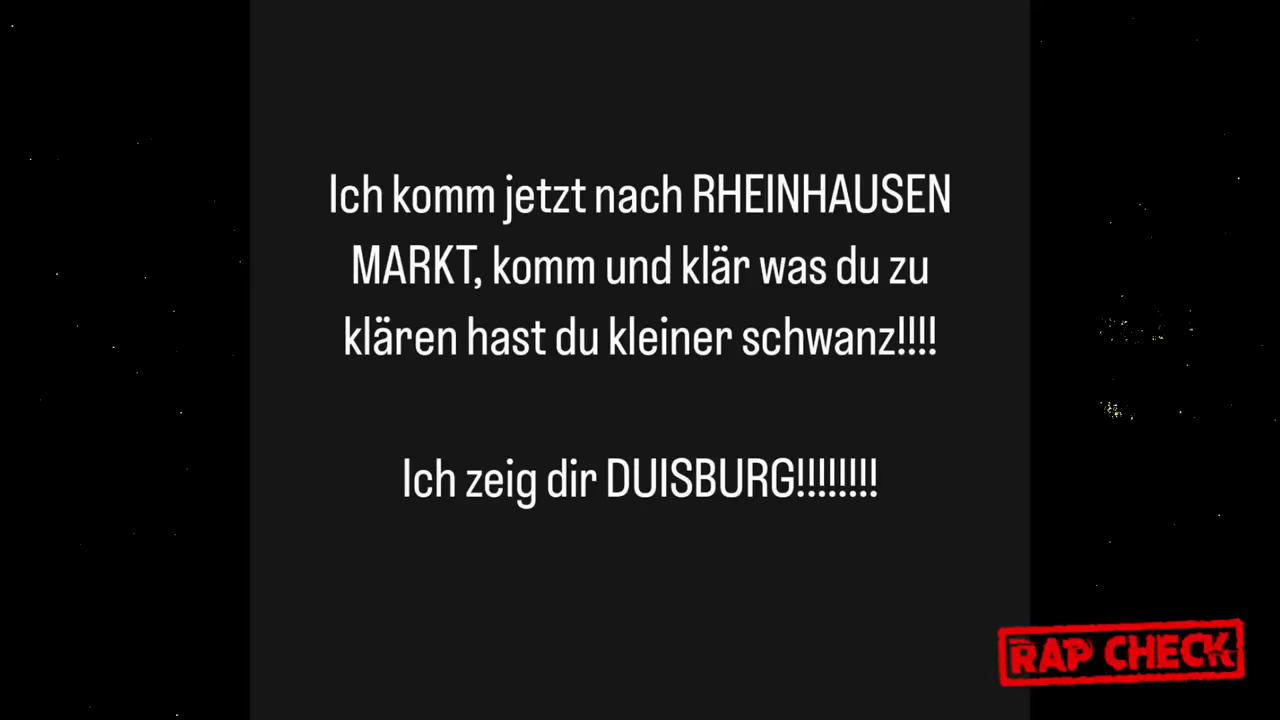 Ich komm jetzt nach RHEINHAUSEN
MARKT, komm und klär was du zu
klären hast du kleiner schwanz!!!!
Ich zeig dir DUISBURG!!!!!!!!
RAP CHECK